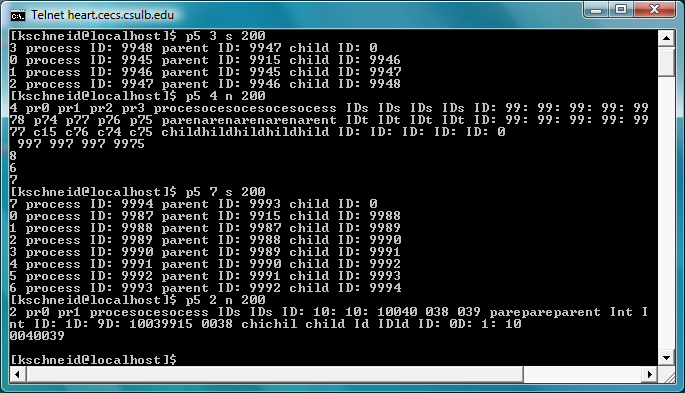 Telnet heart.cecs.csulb.edu
[kschneid@localhost]$ p5 3 s 200
3 process ID: 9948 parent ID: 9947 child ID: 0
0 process ID: 9945 parent ID: 9915 child ID: 9946
1 process ID: 9946 parent ID: 9945 child ID: 9947
2 process ID: 9947 parent ID: 9946 child ID: 9948
[kschneid@localhost]$ p5 4 n 200
4 pr0 pr1 pr2 pr3 procesocesocesocesocess IDs IDs IDs IDs ID: 99: 99: 99: 99: 99
78 p74 p77 p76 p75 parenarenarenarenarent IDt IDt IDt IDt ID: 99: 99: 99: 99: 99
77 c15 c76 c74 c75 childhildhildhildhild ID: ID: ID: ID: ID: 0
997 997 997 9975
8
6
7
[kschneid@localhost]$ p5 7 s 200
7 process ID: 9994 parent ID: 9993 child ID: 0
0 process ID: 9987 parent ID: 9915 child ID: 9988
1 process ID: 9988 parent ID: 9987 child ID: 9989
2 process ID: 9989 parent ID: 9988 child ID: 9990
3 process ID: 9990 parent ID: 9989 child ID: 9991
4 process ID: 9991 parent ID: 9990 child ID: 9992
5 process ID: 9992 parent ID: 9991 child ID: 9993
6 process ID: 9993 parent ID: 9992 child ID: 9994
[kschneid@localhost]$ p5 2 n 200
2 pr0 pr1 procesocesocess IDs IDs ID: 10: 10: 10040 038 039 parepareparent Int I
nt ID: 1D: 9D: 10039915 0038 chichil child Id IDld ID: 0D: 1: 10
0040039
[kschneid@localhost]$